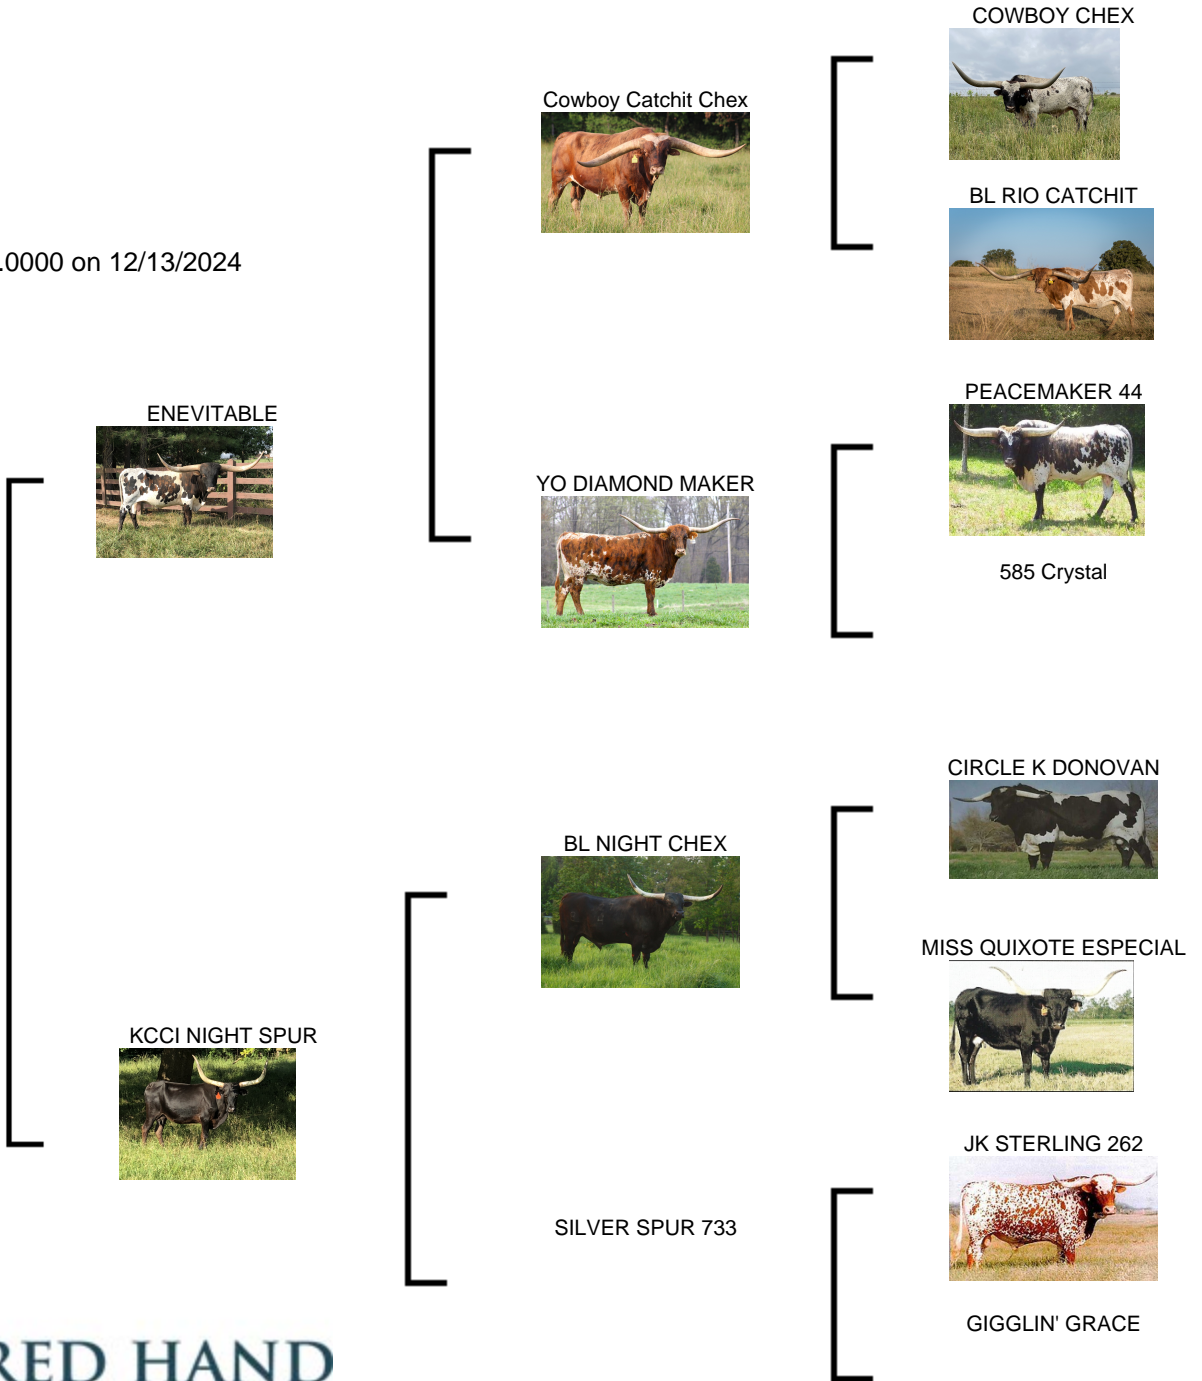 COWBOY CHEX
Cowboy Catchit Chex
BL RIO CATCHIT
.0000 on 12/13/2024
PEACEMAKER 44
ENEVITABLE
YO DIAMOND MAKER
585 Crystal
CIRCLE K DONOVAN
BL NIGHT CHEX
MISS QUIXOTE ESPECIAL
KCCI NIGHT SPUR
JK STERLING 262
SILVER SPUR 733
GIGGLIN' GRACE
RED HAND